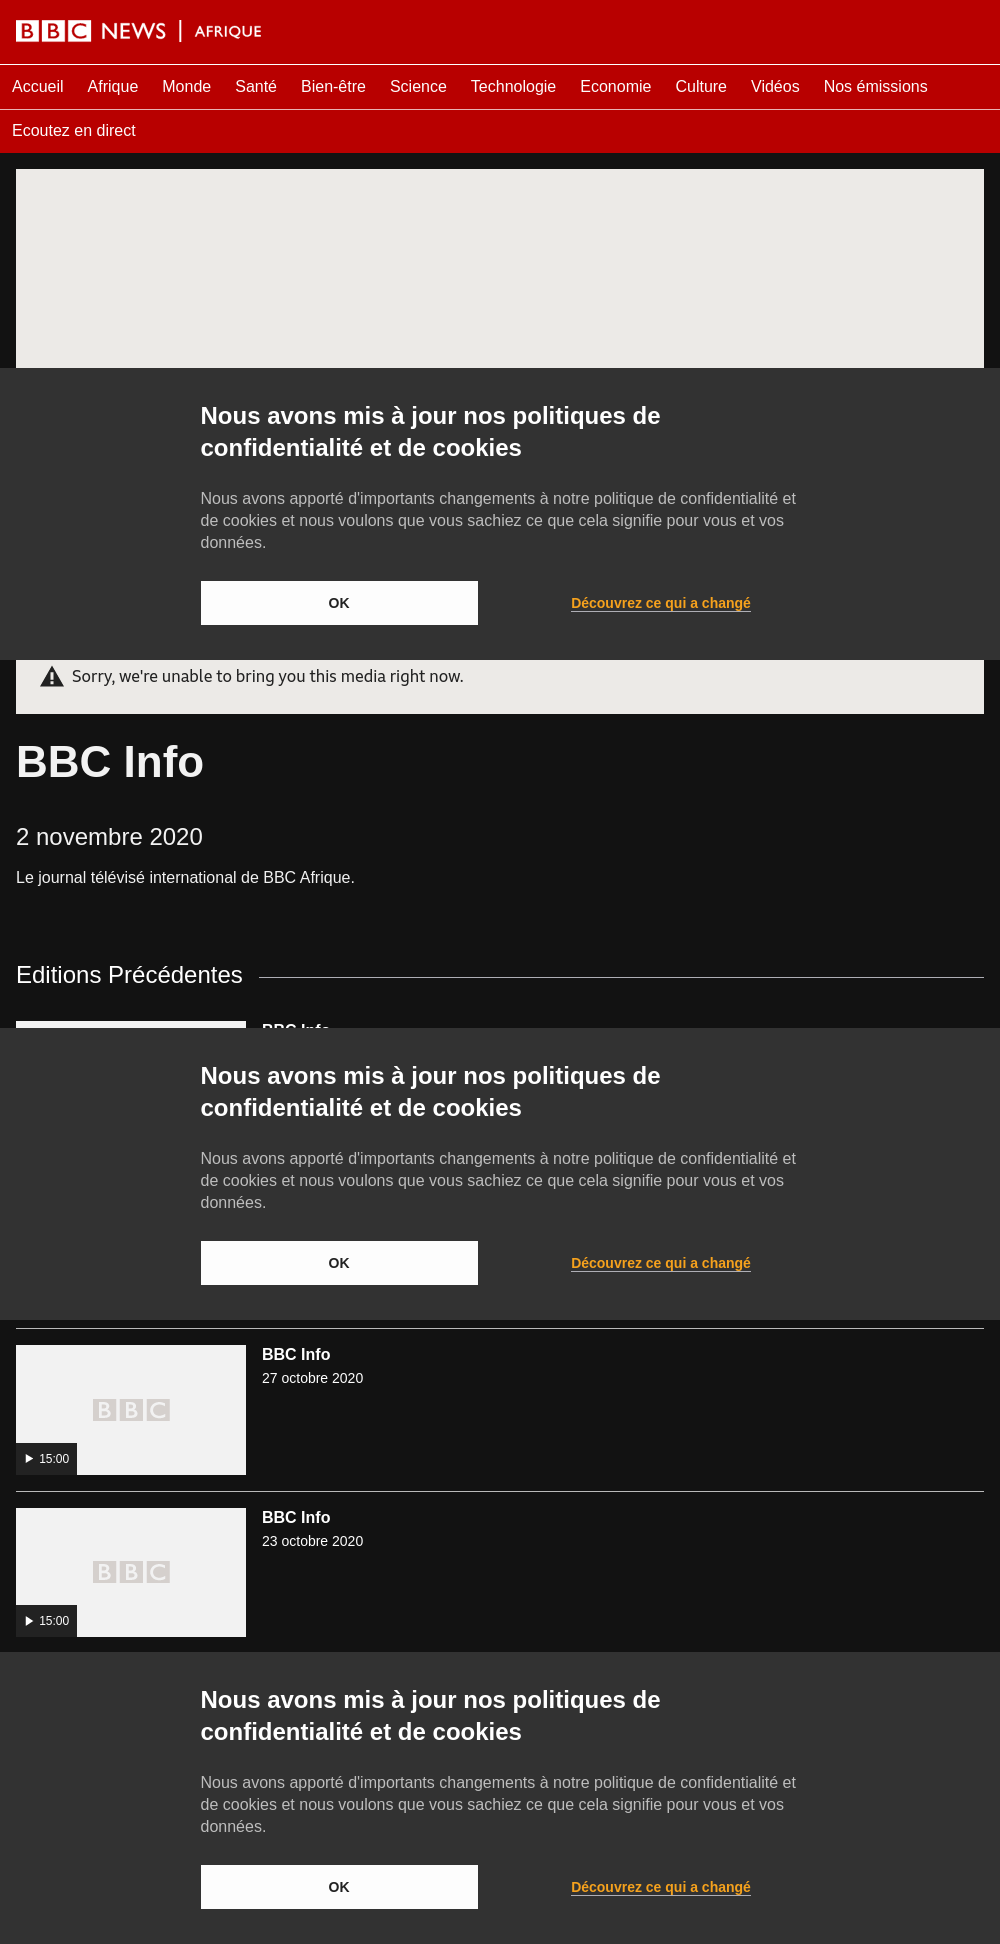 BBC NEWS | AFRIQUE
Accueil Afrique Monde Santé Bien-être Science Technologie Economie Culture Vidéos Nos émissions
Ecoutez en direct
Nous avons mis à jour nos politiques de
confidentialité et de cookies
Nous avons apporté d'importants changements à notre politique de confidentialité et
de cookies et nous voulons que vous sachiez ce que cela signifie pour vous et vos
données.
OK Découvrez ce qui a changé
Sorry, we're unable to bring you this media right now.
BBC Info
2 novembre 2020
Le journal télévisé international de BBC Afrique.
Editions Précédentes
BBC Info
Nous avons mis à jour nos politiques de
confidentialité et de cookies
Nous avons apporté d'importants changements à notre politique de confidentialité et
de cookies et nous voulons que vous sachiez ce que cela signifie pour vous et vos
données.
OK Découvrez ce qui a changé
BBC Info
27 octobre 2020
BBC
15:00
BBC Info
23 octobre 2020
BBC
15:00
Nous avons mis à jour nos politiques de
confidentialité et de cookies
Nous avons apporté d'importants changements à notre politique de confidentialité et
de cookies et nous voulons que vous sachiez ce que cela signifie pour vous et vos
données.
OK Découvrez ce qui a changé